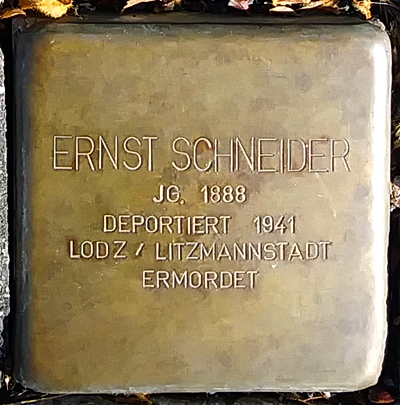 ERNST SCHNEIDER
JG. 1888
DEPORTIERT 1941
LODZ / LITZMANNSTADT
ERMORDET